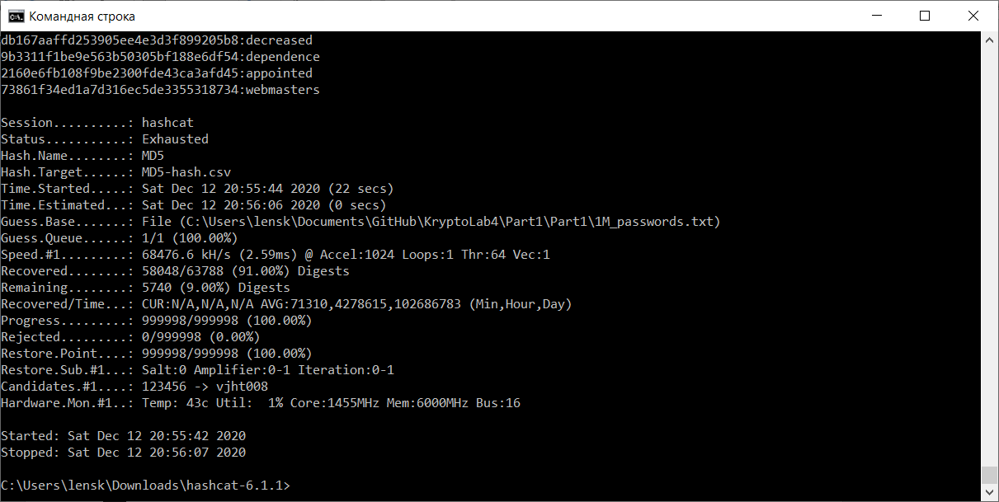 Командная строка
db167aaffd253905ee4e3d3f899205b8:decreased
9b3311f1be9e563b50305bf188e6df54:dependence
2160e6fb108f9be2300fde43ca3afd45:appointed
73861f34ed1a7d316ec5de3355318734:webmasters
Session..........: hashcat
Status...........: Exhausted
Hash.Name........: MD5
Hash.Target......: MD5-hash.csv
Time.Started.....: Sat Dec 12 20:55:44 2020 (22 secs)
Time.Estimated...: Sat Dec 12 20:56:06 2020 (0 secs)
Guess.Base.......: File (C:\Users\lensk\Documents\GitHub\KryptoLab4\Part1\Part1\1M_passwords.txt)
Guess.Queue......: 1/1 (100.00%)
Speed.#1.........: 68476.6 kH/s (2.59ms) @ Accel:1024 Loops:1 Thr:64 Vec:1
Recovered........: 58048/63788 (91.00%) Digests
Remaining........: 5740 (9.00%) Digests
Recovered/Time...: CUR:N/A,N/A,N/A AVG:71310,4278615,102686783 (Min,Hour,Day)
Progress.........: 999998/999998 (100.00%)
Rejected.........: 0/999998 (0.00%)
Restore.Point....: 999998/999998 (100.00%)
Restore.Sub.#1...: Salt:0 Amplifier:0-1 Iteration:0-1
Candidates.#1....: 123456 -> vjht008
Hardware.Mon.#1..: Temp: 43c Util:  1% Core:1455MHz Mem:6000MHz Bus:16
Started: Sat Dec 12 20:55:42 2020
Stopped: Sat Dec 12 20:56:07 2020
C:\Users\lensk\Downloads\hashcat-6.1.1>